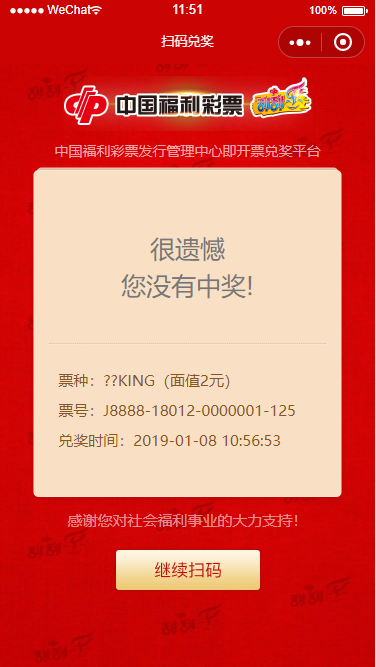 WeChat
11:51
100%
扫码兑奖
中国福利彩票
刮刮乐
中国福利彩票发行管理中心即开票兑奖平台
很遗憾
您没有中奖!
票种：??KING（面值2元）
票号：J8888-18012-0000001-125
兑奖时间：2019-01-08 10:56:53
感谢您对社会福利事业的大力支持！
继续扫码